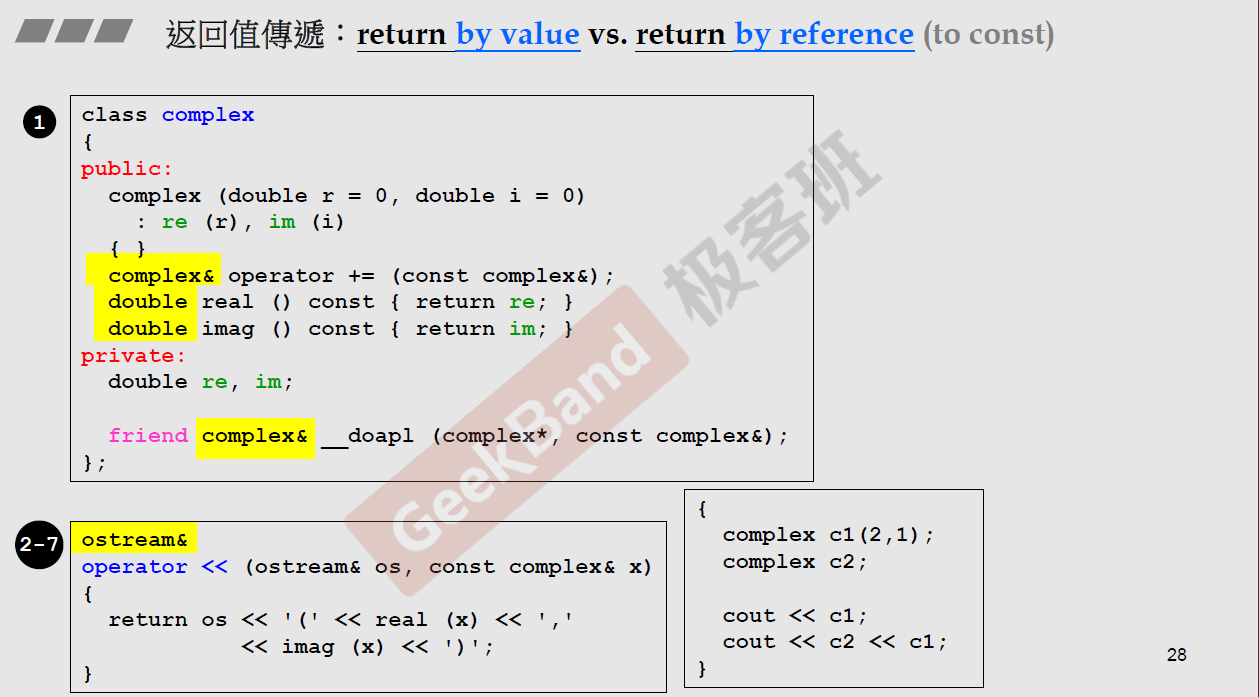 返回值傳遞：return by value vs. return by reference (to const)
1
class complex
{
public:
  complex (double r = 0, double i = 0)
    : re (r), im (i)
  { }
  complex& operator += (const complex&);
  double real () const { return re; }
  double imag () const { return im; }
private:
  double re, im;

  friend complex& __doapl (complex*, const complex&);
};
2-7
ostream&
operator << (ostream& os, const complex& x)
{
  return os << '(' << real (x) << ','
            << imag (x) << ')';
}
{
  complex c1(2,1);
  complex c2;

  cout << c1;
  cout << c2 << c1;
}
28
GeekBand 极客班